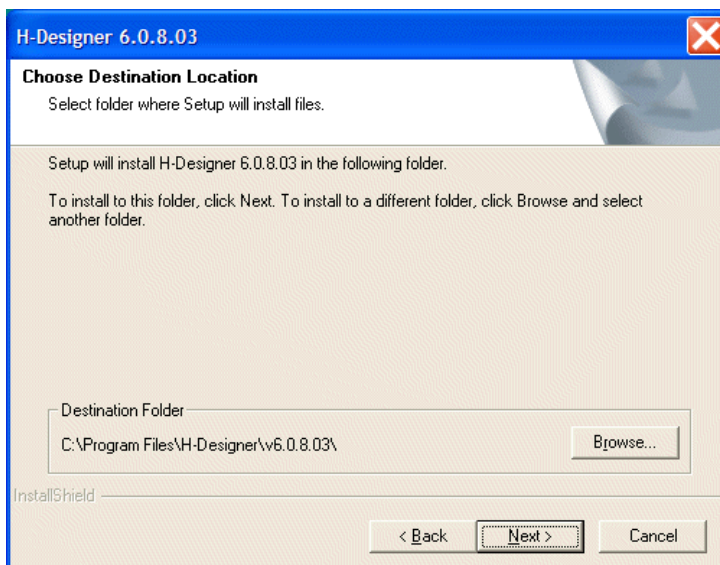 H-Designer 6.0.8.03
Choose Destination Location
Select folder where Setup will install files.
Setup will install H-Designer 6.0.8.03 in the following folder.
To install to this folder, click Next. To install to a different folder, click Browse and select
another folder.
Destination Folder
C:\Program Files\H-Designer\v6.0.8.03\
Browse...
InstallShield
< Back
Next >
Cancel